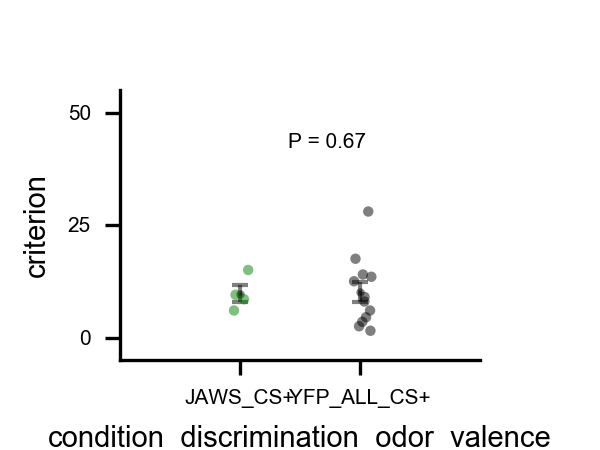 50
P = 0.67
criterion
25
0
JAWS_CS+
YFP_ALL_CS+
condition discrimination odor valence